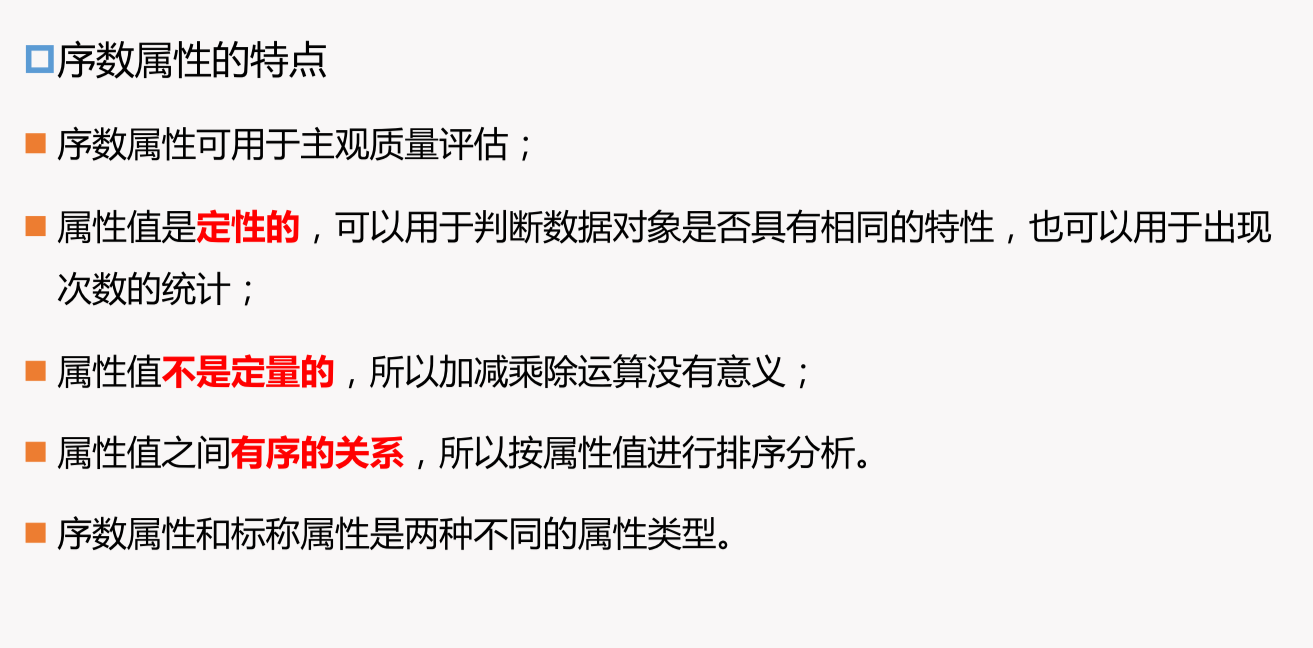 序数属性的特点
序数属性可用于主观质量评估；
属性值是定性的，可以用于判断数据对象是否具有相同的特性，也可以用于出现
次数的统计；
属性值不是定量的，所以加减乘除运算没有意义；
属性值之间有序的关系，所以按属性值进行排序分析。
序数属性和标称属性是两种不同的属性类型。